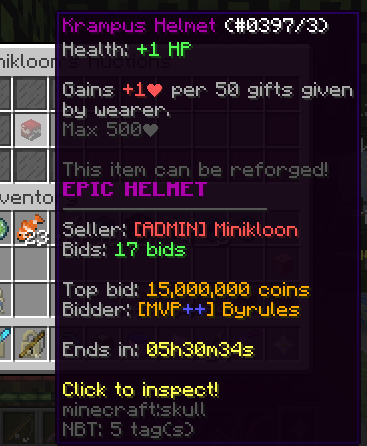 Krampus Helmet (#0397/3)
Health: +1 HP
Gains +1❤ per 50 gifts given
by wearer.
Max 500❤
This item can be reforged!
EPIC HELMET
Seller: [ADMIN] Minikloon
Bids: 17 bids
Top bid: 15,000,000 coins
Bidder: [MVP++] Byrules
Ends in: 05h30m34s
Click to inspect!
minecraft:skull
NBT: 5 tag(s)
23